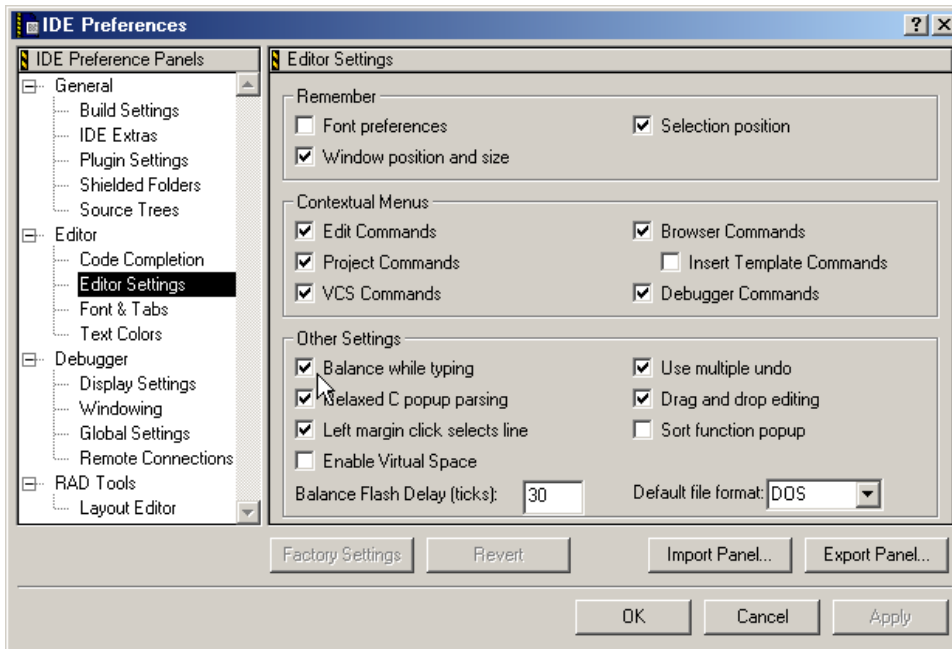 IDE Preferences
IDE Preference Panels
General
Build Settings
IDE Extras
Plugin Settings
Shielded Folders
Source Trees
Editor
Code Completion
Editor Settings
Font & Tabs
Text Colors
Debugger
Display Settings
Windowing
Global Settings
Remote Connections
RAD Tools
Layout Editor
Editor Settings
Remember
Font preferences
Selection position
Window position and size
Contextual Menus
Edit Commands
Browser Commands
Project Commands
Insert Template Commands
VCS Commands
Debugger Commands
Other Settings
Balance while typing
Use multiple undo
Relaxed C popup parsing
Drag and drop editing
Left margin click selects line
Sort function popup
Enable Virtual Space
Balance Flash Delay (ticks): 30
Default file format: DOS
Factory Settings
Revert
Import Panel...
Export Panel...
OK
Cancel
Apply